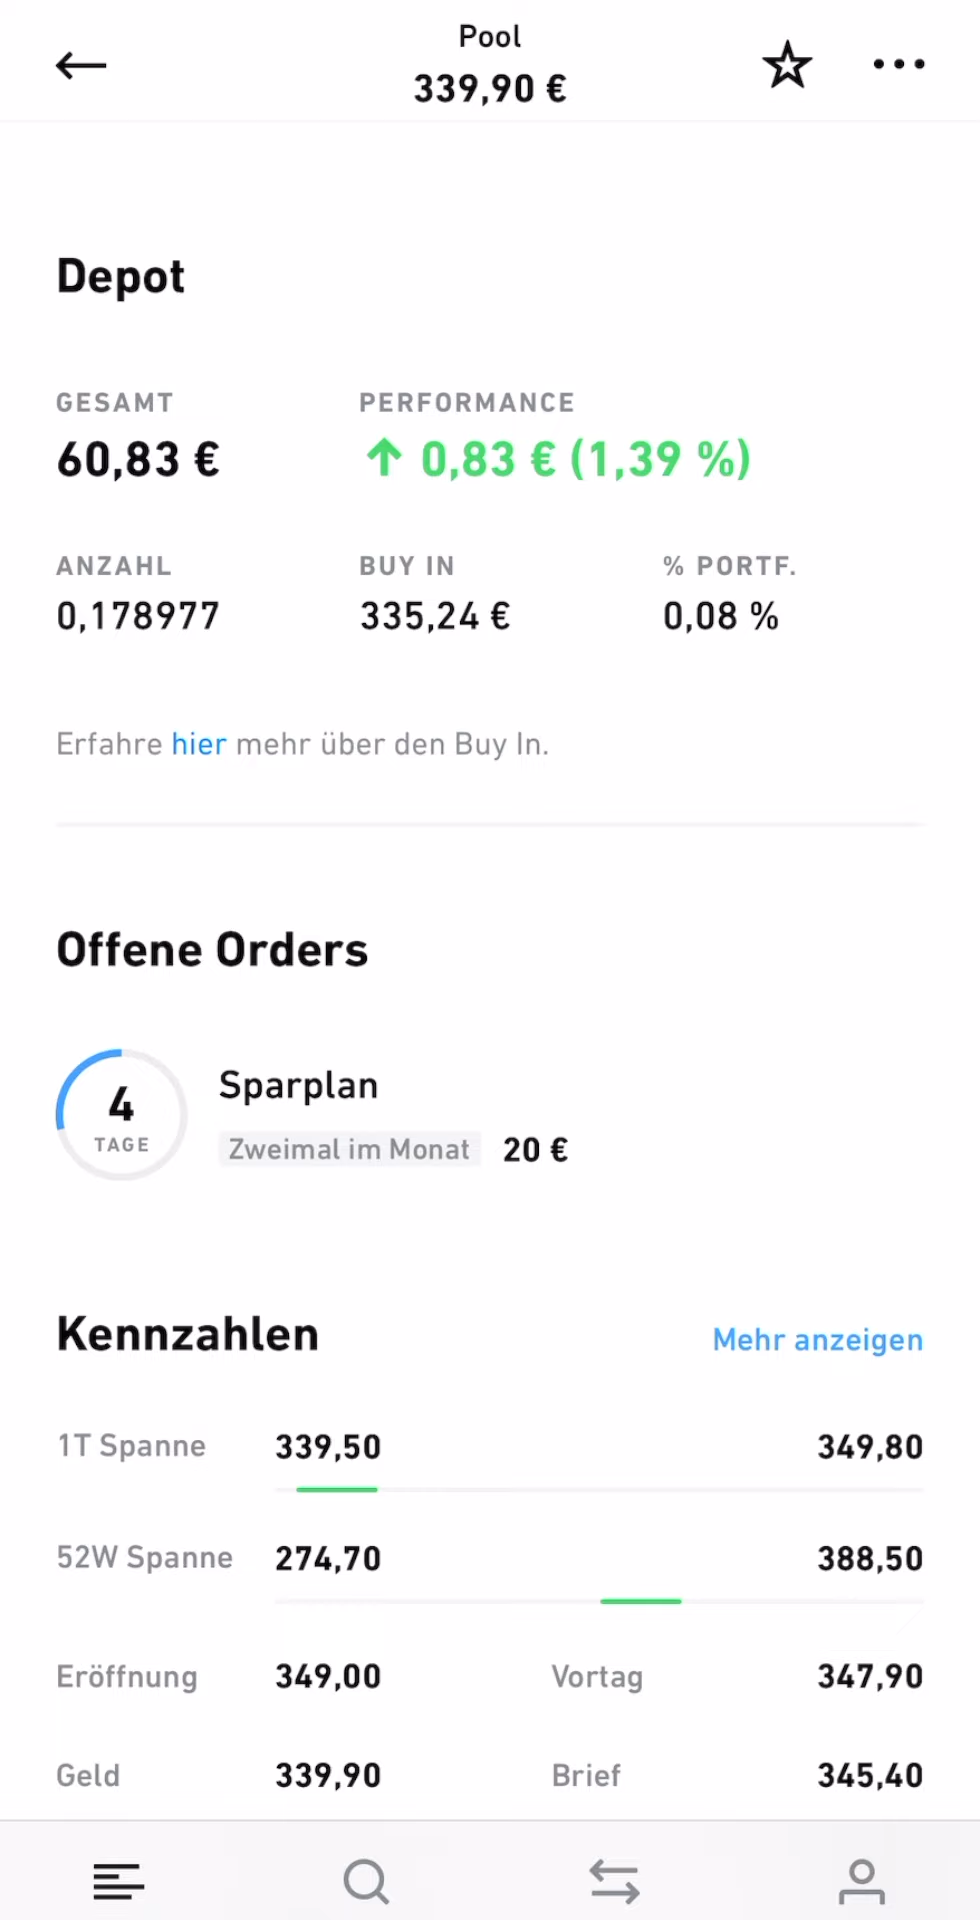 Pool
339,90 €
Depot
GESAMT PERFORMANCE
60,83 € ↑ 0,83 € (1,39 %)
ANZAHL BUY IN % PORTF.
0,178977 335,24 € 0,08 %
Erfahre hier mehr über den Buy In.
Offene Orders
4
TAGE
Sparplan
Zweimal im Monat 20 €
Kennzahlen Mehr anzeigen
1T Spanne 339,50 349,80
52W Spanne 274,70 388,50
Eröffnung 349,00 Vortag 347,90
Geld 339,90 Brief 345,40